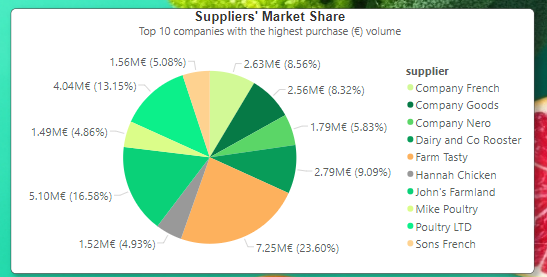 Suppliers' Market Share
Top 10 companies with the highest purchase (€) volume
1.56M€ (5.08%)
2.63M€ (8.56%)
4.04M€ (13.15%)
2.56M€ (8.32%)
1.49M€ (4.86%)
1.79M€ (5.83%)
5.10M€ (16.58%)
2.79M€ (9.09%)
1.52M€ (4.93%)
7.25M€ (23.60%)
supplier
Company French
Company Goods
Company Nero
Dairy and Co Rooster
Farm Tasty
Hannah Chicken
John's Farmland
Mike Poultry
Poultry LTD
Sons French